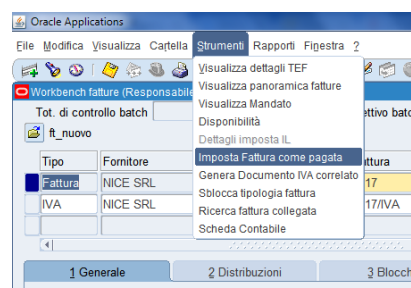 Oracle Applications
File Modifica Visualizza Cartella Strumenti Rapporti Finestra ?
Workbench fatture (Responsabile
Tot. di controllo batch
ft_nuovo
Visualizza dettagli TEF
Visualizza panoramica fatture
Visualizza Mandato
Disponibilità
Dettagli imposta IL
Imposta Fattura come pagata
Genera Documento IVA correlato
Sblocca tipologia fattura
Ricerca fattura collegata
Scheda Contabile
ettivo batc
Tipo Fornitore attura
Fattura NICE SRL 17
IVA NICE SRL 17/IVA
1 Generale 2 Distribuzioni 3 Blocch